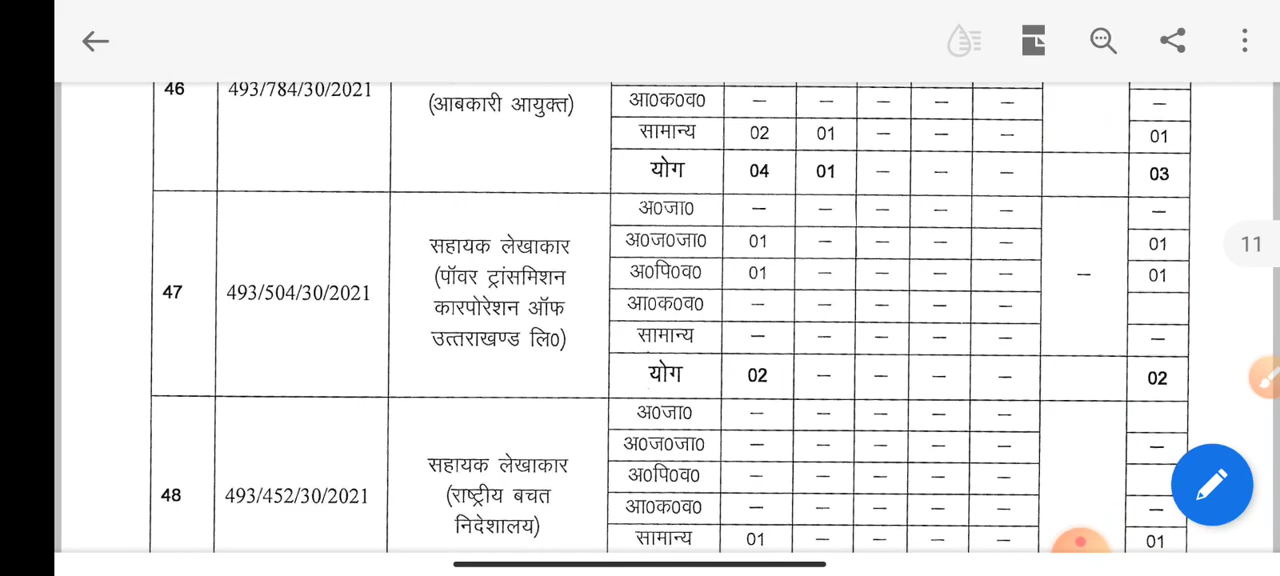 46 493/784/30/2021
(आबकारी आयुक्त)
आ0क0व0 – – – – – –
सामान्य 02 01 – – – 01
योग 04 01 – – – 03
अ0जा0 – – – – – –
अ0ज0जा0 01 – – – – 01
अ0पि0व0 01 – – – – – 01
आ0क0व0 – – – – –
सामान्य – – – – – –
योग 02 – – – – 02
47 493/504/30/2021
सहायक लेखाकार
(पॉवर ट्रांसमिशन
कारपोरेशन ऑफ
उत्तराखण्ड लि0)
अ0जा0 – – – – –
अ0ज0जा0 – – – – – –
अ0पि0व0 – – – – –
आ0क0व0 – – – – – –
सामान्य 01 – – – – 01
48 493/452/30/2021
सहायक लेखाकार
(राष्ट्रीय बचत
निदेशालय)
11